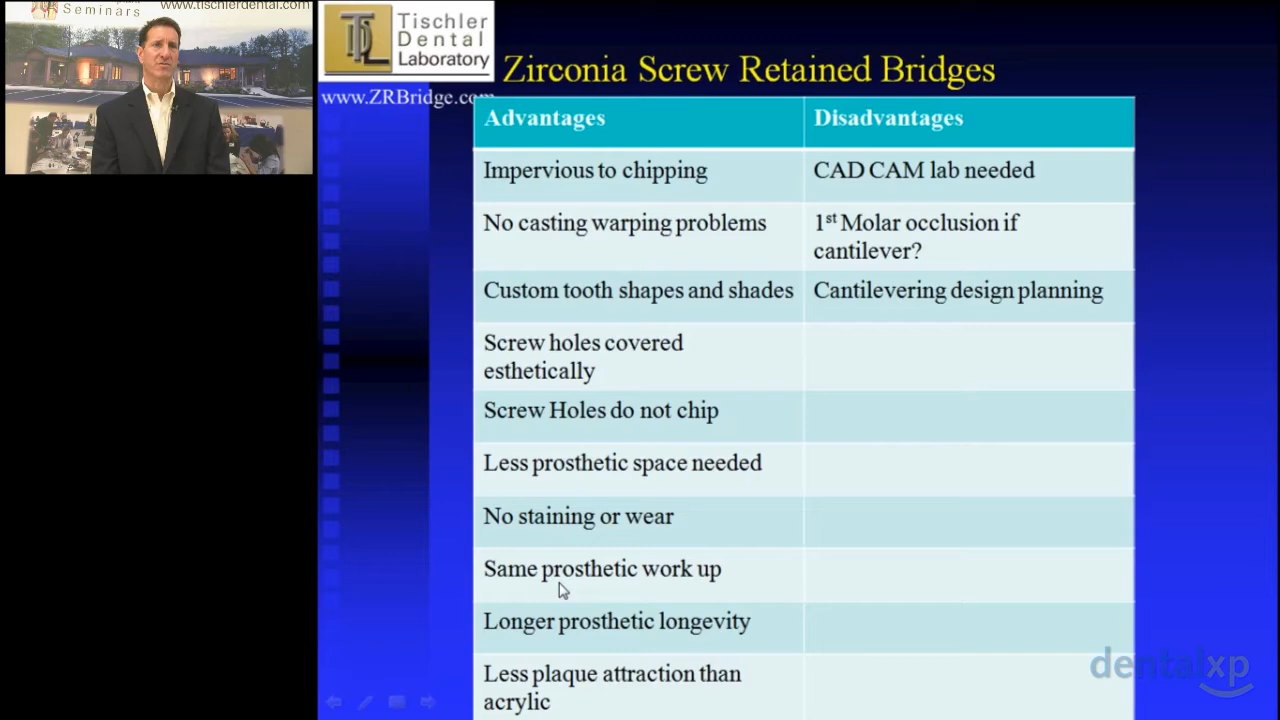 Seminars
www.tischlerdental.com
TDL
Tischler
Dental
Laboratory
www.ZRBridge.com
Zirconia Screw Retained Bridges
Advantages
Disadvantages
Impervious to chipping
CAD CAM lab needed
No casting warping problems
1st Molar occlusion if
cantilever?
Custom tooth shapes and shades
Cantilevering design planning
Screw holes covered
esthetically
Screw Holes do not chip
Less prosthetic space needed
No staining or wear
Same prosthetic work up
Longer prosthetic longevity
Less plaque attraction than
acrylic
dentalxp